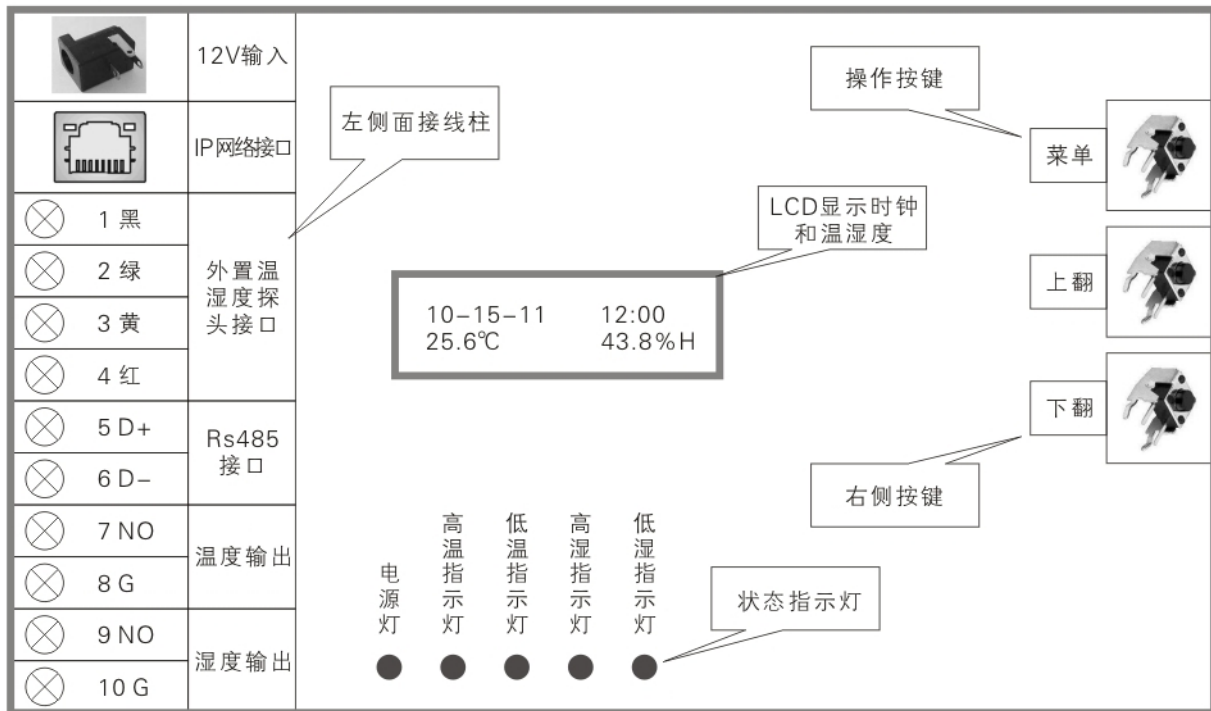 12V输入
IP网络接口
1 黑
2 绿
3 黄
4 红
外置温
湿度探
头接口
5 D+
6 D–
Rs485
接口
7 NO
8 G
温度输出
9 NO
10 G
湿度输出
左侧面接线柱
操作按键
菜单
上翻
下翻
右侧按键
LCD显示时钟
和温湿度
10–15–11 12:00
25.6℃ 43.8%H
电源灯
高温指示灯
低温指示灯
高湿指示灯
低湿指示灯
状态指示灯